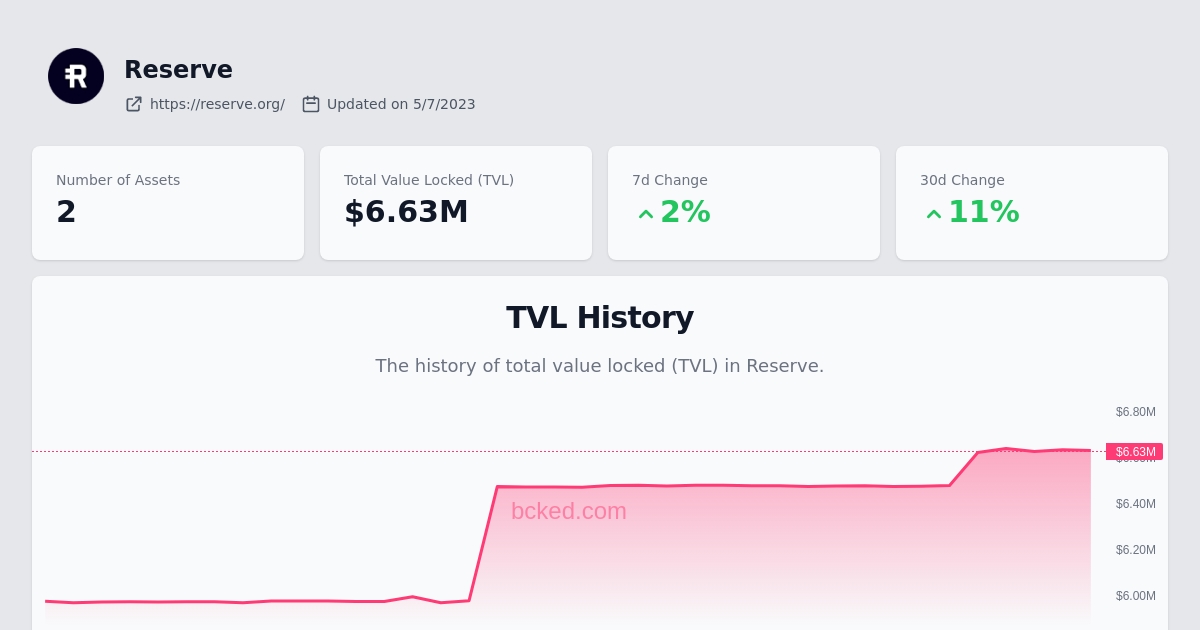 Reserve
https://reserve.org/ Updated on 5/7/2023
Number of Assets
2
Total Value Locked (TVL)
$6.63M
7d Change
2%
30d Change
11%
TVL History
The history of total value locked (TVL) in Reserve.
$6.80M
$6.63M
$6.40M
bcked.com
$6.20M
$6.00M